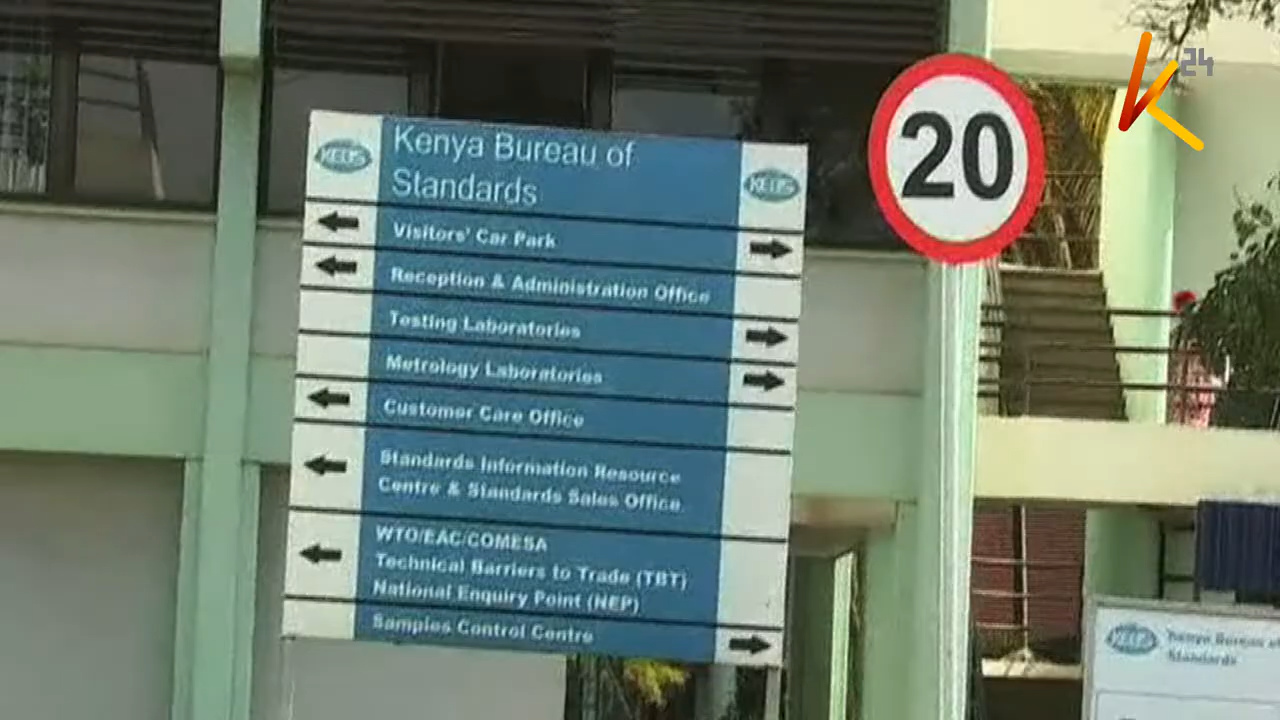 K24
KEBS
Kenya Bureau of
Standards
KEBS
20
Visitors' Car Park
Reception & Administration Office
Testing Laboratories
Metrology Laboratories
Customer Care Office
Standards Information Resource
Centre & Standards Sales Office
WTO/EAC/COMESA
Technical Barriers to Trade (TBT)
National Enquiry Point (NEP)
Samples Control Centre
KEBS
Kenya Bureau of
Standards